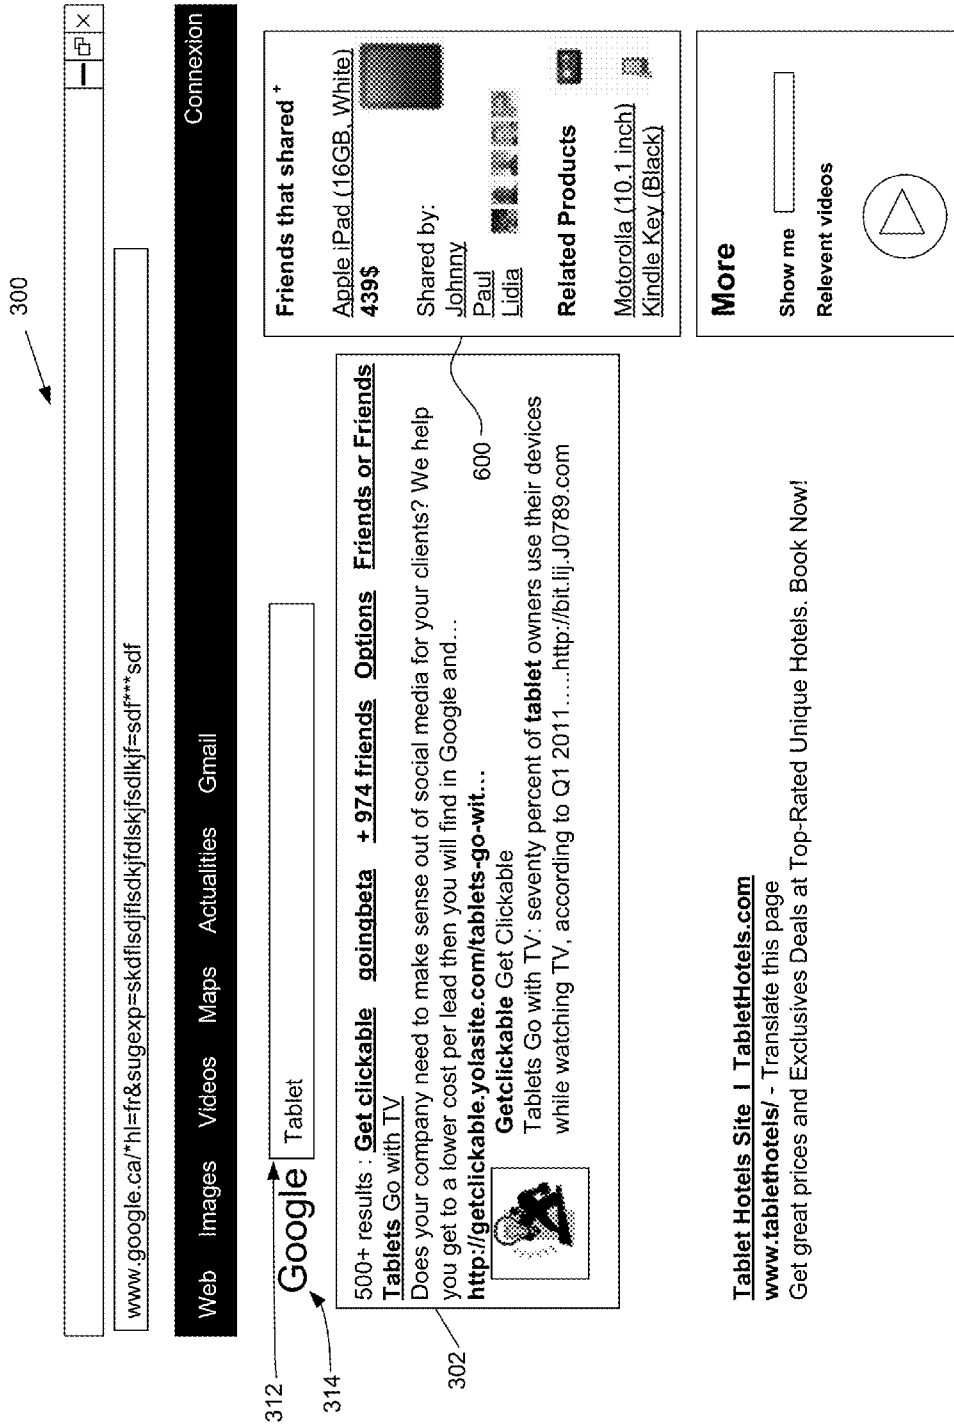 300
www.google.ca/*hl=fr&sugexp=skdflsdjflsdkjfdlskjfsdlkjf=sdf***sdf
Web Images Videos Maps Actualities Gmail Connexion
312
Google Tablet
314
302
500+ results : Get clickable goingbeta + 974 friends Options Friends or Friends
Tablets Go with TV
Does your company need to make sense out of social media for your clients? We help
you get to a lower cost per lead then you will find in Google and...
http://getclickable.yolasite.com/tablets-go-wit...
Getclickable Get Clickable
Tablets Go with TV: seventy percent of tablet owners use their devices
while watching TV, according to Q1 2011.....http://bit.lij.J0789.com
600
Friends that shared +
Apple iPad (16GB, White)
439$
Shared by:
Johnny
Paul
Lidia
Related Products
Motorolla (10.1 inch)
Kindle Key (Black)
More
Show me
Relevent videos
Tablet Hotels Site I TabletHotels.com
www.tablethotels/ - Translate this page
Get great prices and Exclusives Deals at Top-Rated Unique Hotels. Book Now!